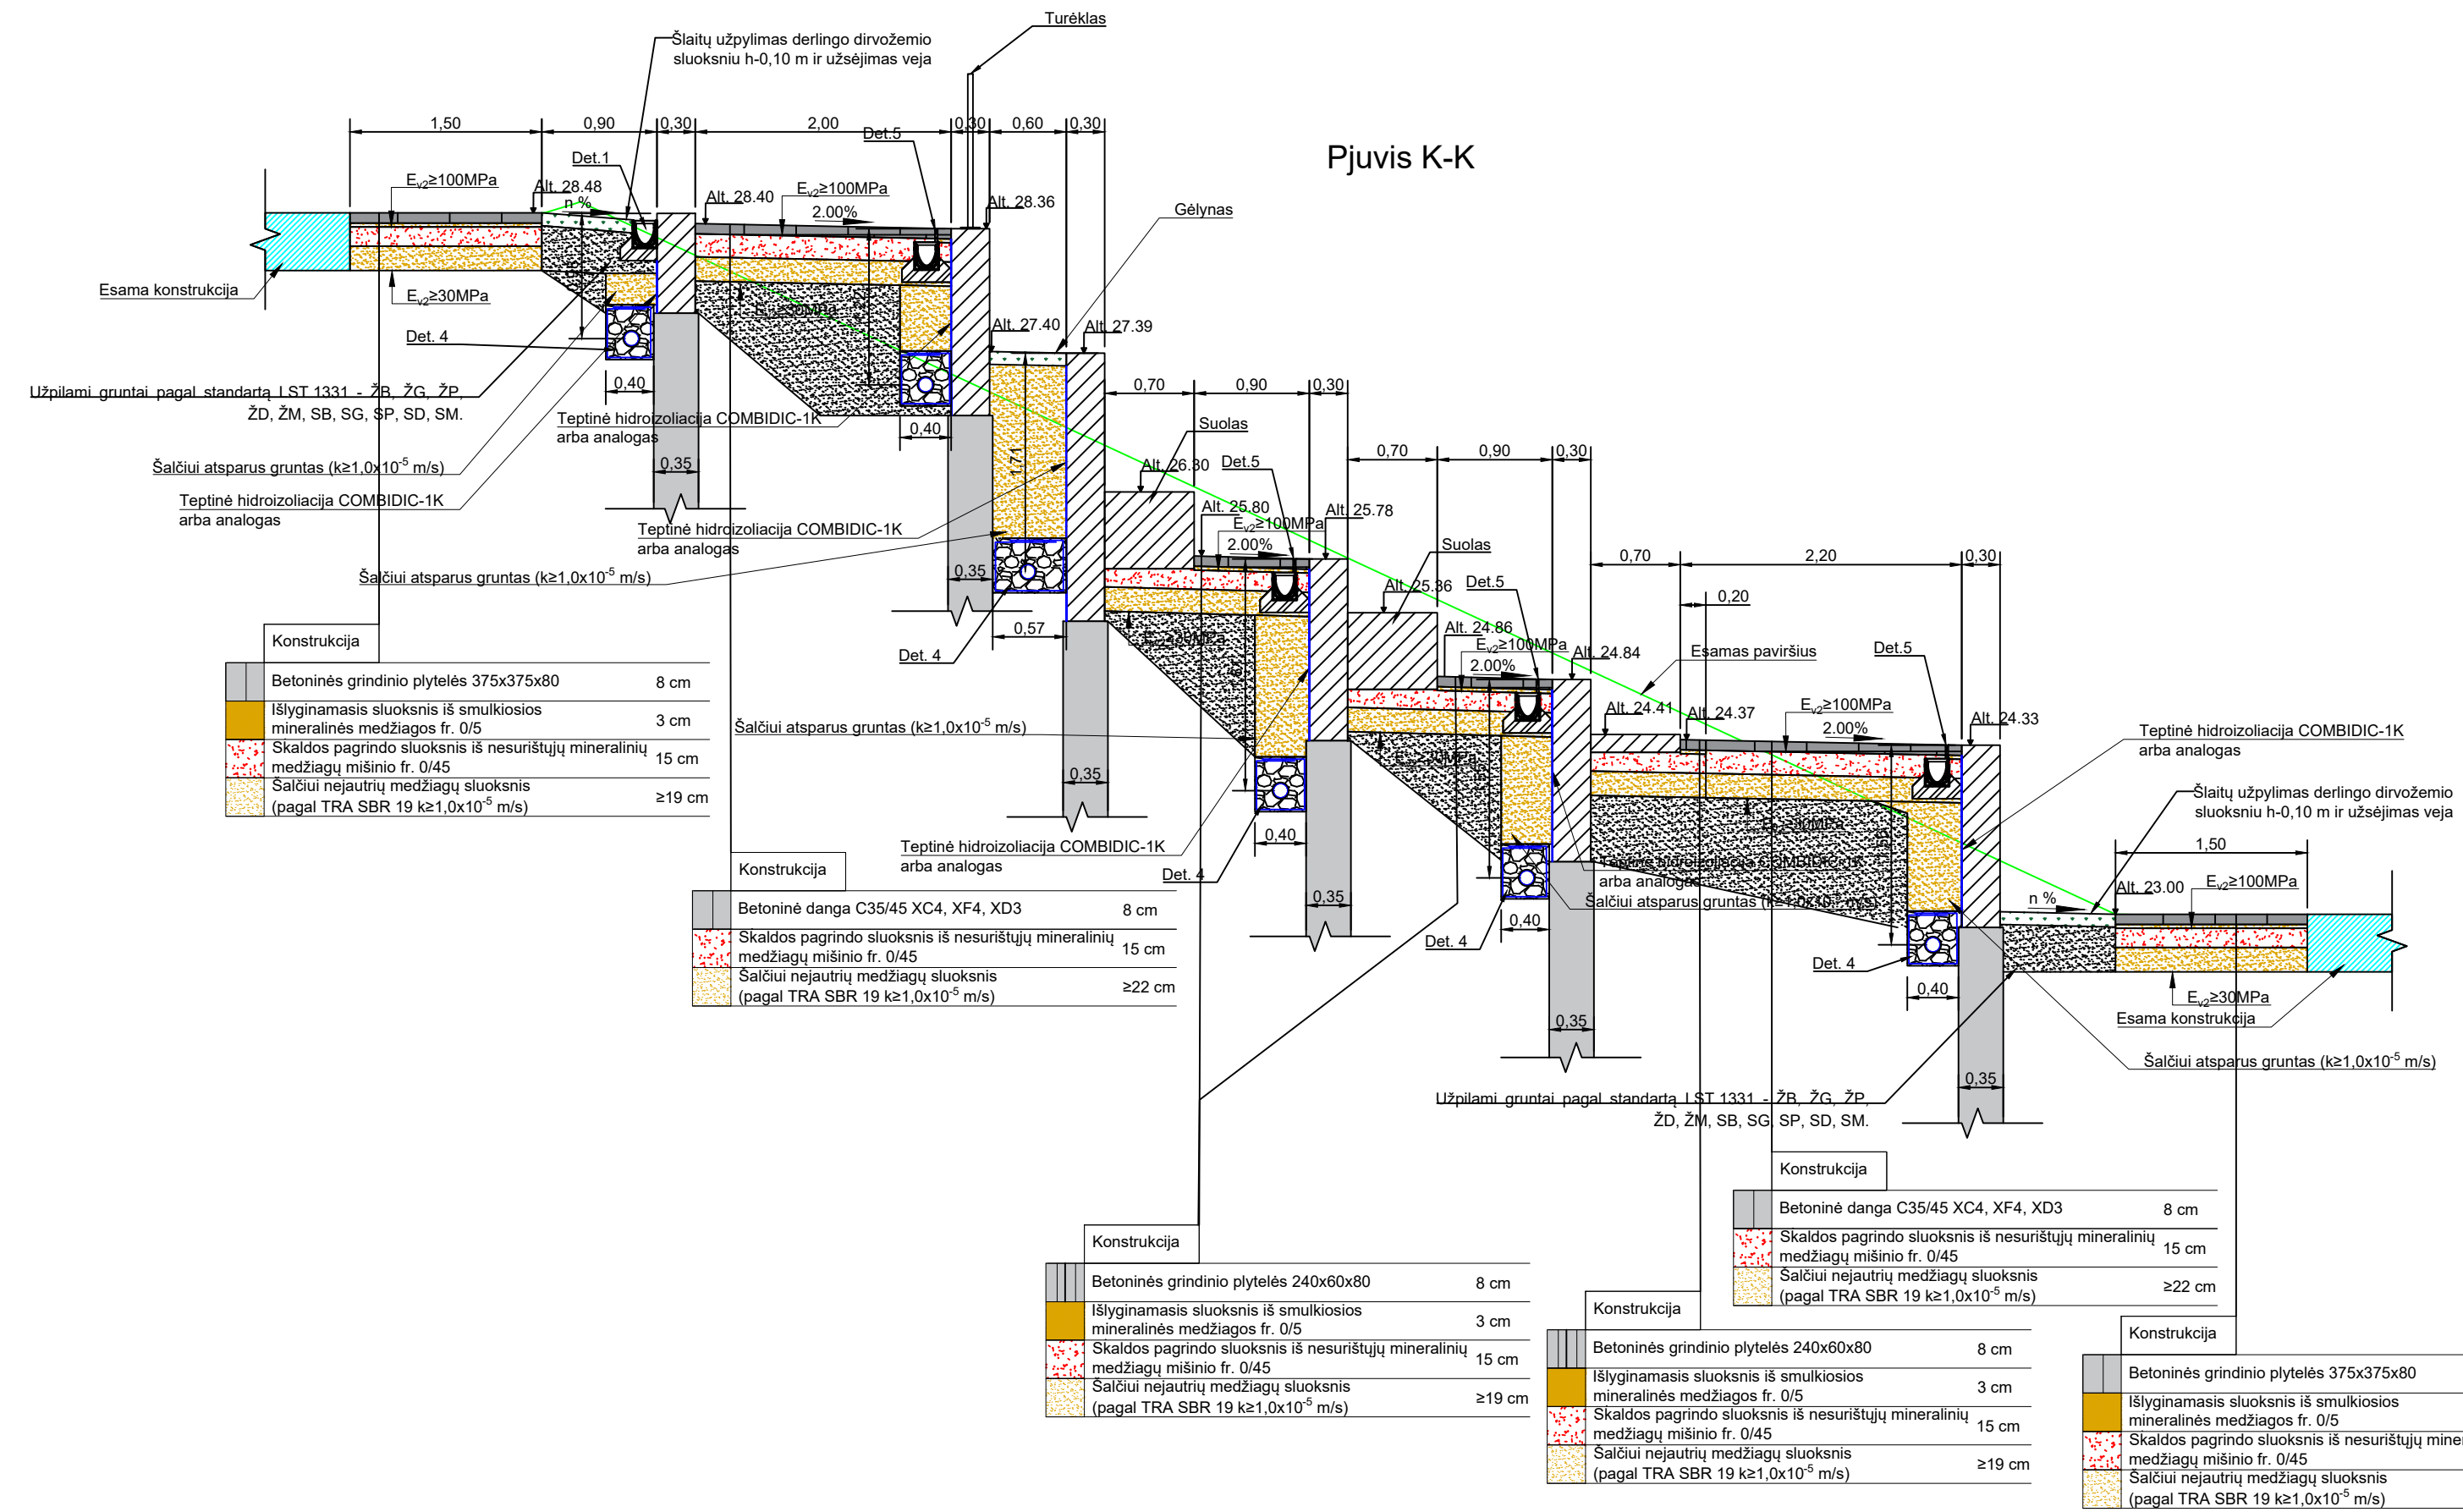 Turėklas
Šlaitų užpylimas derlingo dirvožemio
sluoksniu h-0,10 m ir užsėjimas veja
Pjuvis K-K
1,50
0,90
0,30
2,00
0,30
0,60
0,30
Det.1
Det.5
Ev2≥100MPa
Alt. 28.48
n %
Alt. 28.40
Ev2≥100MPa
2.00%
Alt. 28.36
Gėlynas
Esama konstrukcija
Ev2≥30MPa
Det. 4
Alt. 27.40
Alt. 27.39
0,40
0,40
0,35
Užpilami gruntai pagal standartą LST 1331 - ŽB, ŽG, ŽP,
ŽD, ŽM, SB, SG, SP, SD, SM.
Teptinė hidroizoliacija COMBIDIC-1K
arba analogas
Šalčiui atsparus gruntas (k≥1,0x10-5 m/s)
Teptinė hidroizoliacija COMBIDIC-1K
arba analogas
0,70
0,90
0,30
Suolas
1,71
Alt. 26.30
Det.5
Alt. 25.80
Ev2≥100MPa
2.00%
Alt. 25.78
Teptinė hidroizoliacija COMBIDIC-1K
arba analogas
Šalčiui atsparus gruntas (k≥1,0x10-5 m/s)
0,35
0,57
Det. 4
0,70
0,90
0,30
Suolas
Alt. 25.36
Det.5
Alt. 24.86
Ev2≥100MPa
2.00%
Alt. 24.84
Ev2≥30MPa
Šalčiui atsparus gruntas (k≥1,0x10-5 m/s)
0,35
0,40
Teptinė hidroizoliacija COMBIDIC-1K
arba analogas
Det. 4
0,70
2,20
0,30
0,20
Esamas paviršius
Det.5
Alt. 24.41
Alt. 24.37
Ev2≥100MPa
2.00%
Alt. 24.33
Teptinė hidroizoliacija COMBIDIC-1K
arba analogas
Šlaitų užpylimas derlingo dirvožemio
sluoksniu h-0,10 m ir užsėjimas veja
Teptinė hidroizoliacija COMBIDIC-1K
arba analogas
Šalčiui atsparus gruntas (k≥1,0x10-5 m/s)
0,35
0,40
Det. 4
0,35
1,50
Ev2≥100MPa
Alt. 23.00
n %
Det. 4
0,40
Ev2≥30MPa
Esama konstrukcija
Šalčiui atsparus gruntas (k≥1,0x10-5 m/s)
0,35
Užpilami gruntai pagal standartą LST 1331 - ŽB, ŽG, ŽP,
ŽD, ŽM, SB, SG, SP, SD, SM.
Konstrukcija
Betoninės grindinio plytelės 375x375x80 8 cm
Išlyginamasis sluoksnis iš smulkiosios
mineralinės medžiagos fr. 0/5 3 cm
Skaldos pagrindo sluoksnis iš nesurištųjų mineralinių
medžiagų mišinio fr. 0/45 15 cm
Šalčiui nejautrių medžiagų sluoksnis
(pagal TRA SBR 19 k≥1,0x10-5 m/s) ≥19 cm
Konstrukcija
Betoninė danga C35/45 XC4, XF4, XD3 8 cm
Skaldos pagrindo sluoksnis iš nesurištųjų mineralinių
medžiagų mišinio fr. 0/45 15 cm
Šalčiui nejautrių medžiagų sluoksnis
(pagal TRA SBR 19 k≥1,0x10-5 m/s) ≥22 cm
Konstrukcija
Betoninės grindinio plytelės 240x60x80 8 cm
Išlyginamasis sluoksnis iš smulkiosios
mineralinės medžiagos fr. 0/5 3 cm
Skaldos pagrindo sluoksnis iš nesurištųjų mineralinių
medžiagų mišinio fr. 0/45 15 cm
Šalčiui nejautrių medžiagų sluoksnis
(pagal TRA SBR 19 k≥1,0x10-5 m/s) ≥19 cm
Konstrukcija
Betoninė danga C35/45 XC4, XF4, XD3 8 cm
Skaldos pagrindo sluoksnis iš nesurištųjų mineralinių
medžiagų mišinio fr. 0/45 15 cm
Šalčiui nejautrių medžiagų sluoksnis
(pagal TRA SBR 19 k≥1,0x10-5 m/s) ≥22 cm
Konstrukcija
Betoninės grindinio plytelės 240x60x80 8 cm
Išlyginamasis sluoksnis iš smulkiosios
mineralinės medžiagos fr. 0/5 3 cm
Skaldos pagrindo sluoksnis iš nesurištųjų mineralinių
medžiagų mišinio fr. 0/45 15 cm
Šalčiui nejautrių medžiagų sluoksnis
(pagal TRA SBR 19 k≥1,0x10-5 m/s) ≥19 cm
Konstrukcija
Betoninės grindinio plytelės 375x375x80
Išlyginamasis sluoksnis iš smulkiosios
mineralinės medžiagos fr. 0/5
Skaldos pagrindo sluoksnis iš nesurištųjų
medžiagų mišinio fr. 0/45
Šalčiui nejautrių medžiagų sluoksnis
(pagal TRA SBR 19 k≥1,0x10-5 m/s)